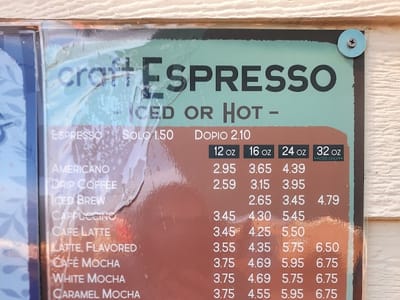 craft ESPRESSO
- ICED OR HOT -
ESPRESSO SOLO 1.50 DOPIO 2.10
12 OZ 16 OZ 24 OZ 32 OZ
AMERICANO 2.95 3.65 4.39
DRIP COFFEE 2.59 3.15 3.95
ICED BREW 2.65 3.45 4.79
CAPPUCCINO 3.45 4.30 5.45
CAFÉ LATTE 3.45 4.25 5.50
LATTE, FLAVORED 3.55 4.35 5.75 6.50
CAFÉ MOCHA 3.75 4.69 5.95 6.75
WHITE MOCHA 3.75 4.69 5.75 6.75
CARAMEL MOCHA 3.75 4.55 5.95 6.75